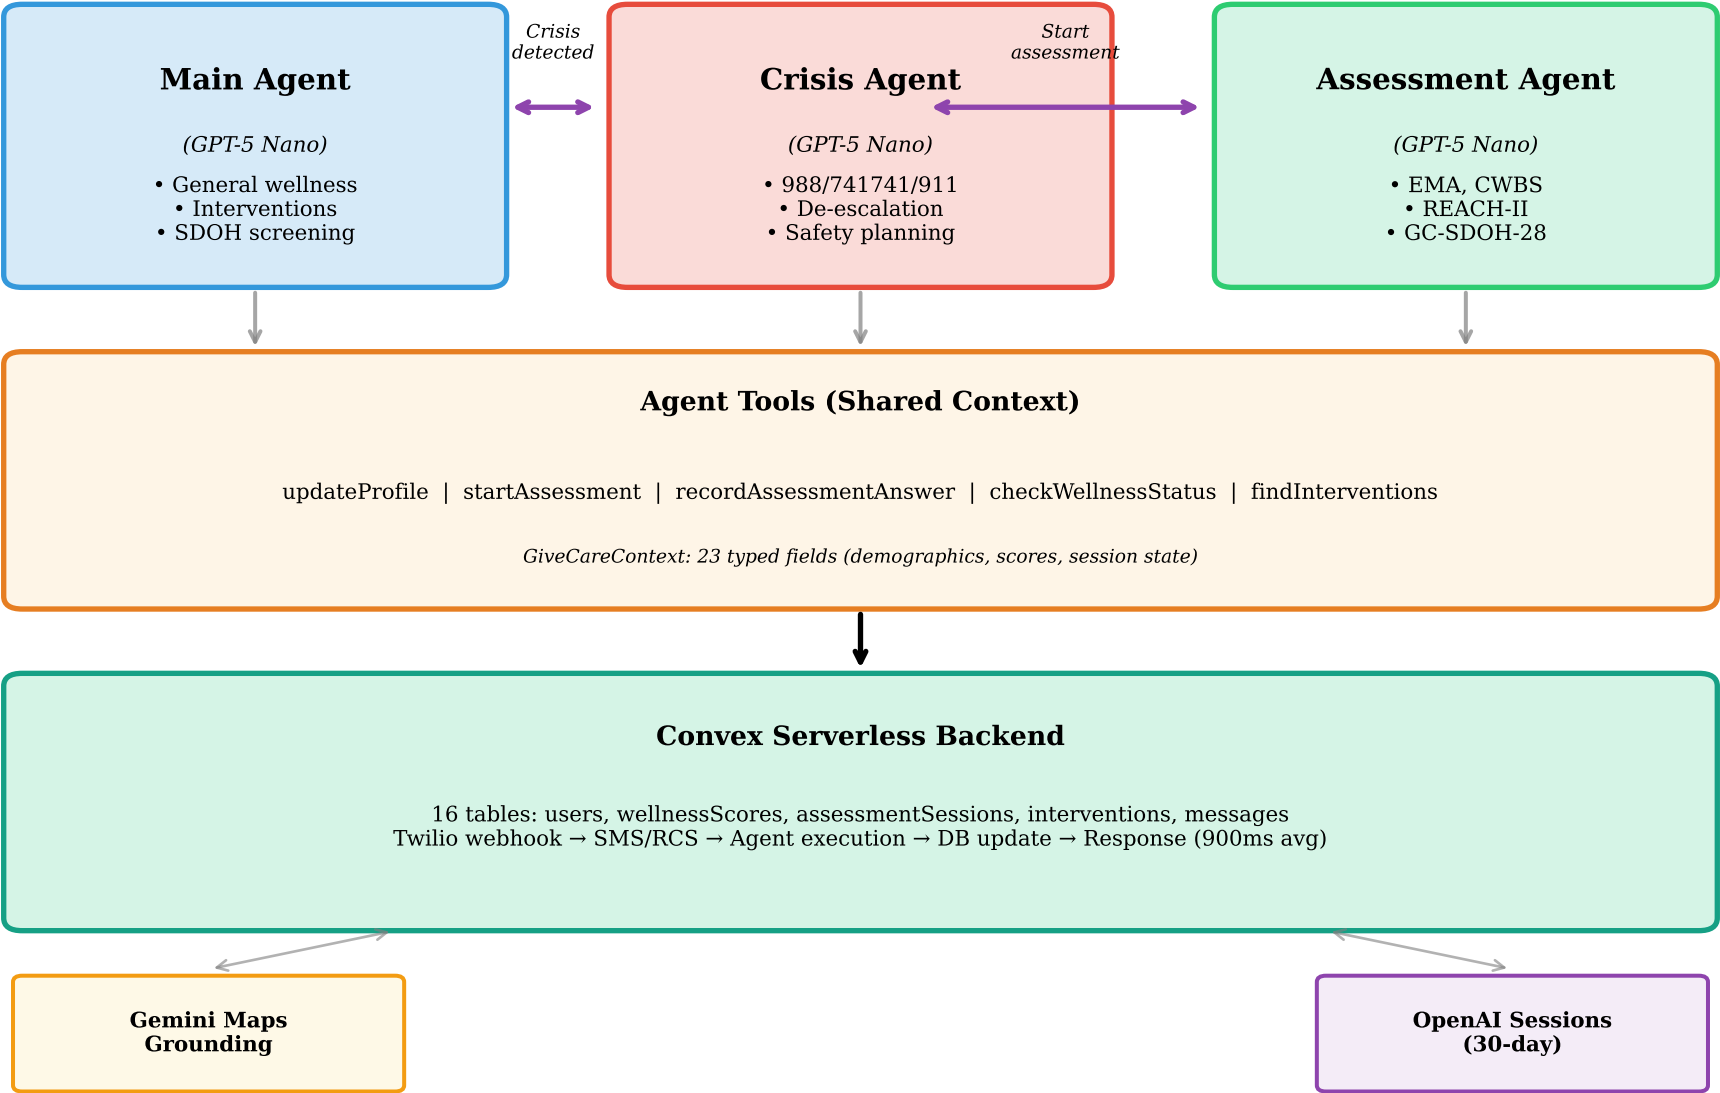 Main Agent
(GPT-5 Nano)
• General wellness
• Interventions
• SDOH screening
Crisis
detected
Crisis Agent
(GPT-5 Nano)
• 988/741741/911
• De-escalation
• Safety planning
Start
assessment
Assessment Agent
(GPT-5 Nano)
• EMA, CWBS
• REACH-II
• GC-SDOH-28
Agent Tools (Shared Context)
updateProfile | startAssessment | recordAssessmentAnswer | checkWellnessStatus | findInterventions
GiveCareContext: 23 typed fields (demographics, scores, session state)
Convex Serverless Backend
16 tables: users, wellnessScores, assessmentSessions, interventions, messages
Twilio webhook → SMS/RCS → Agent execution → DB update → Response (900ms avg)
Gemini Maps
Grounding
OpenAI Sessions
(30-day)